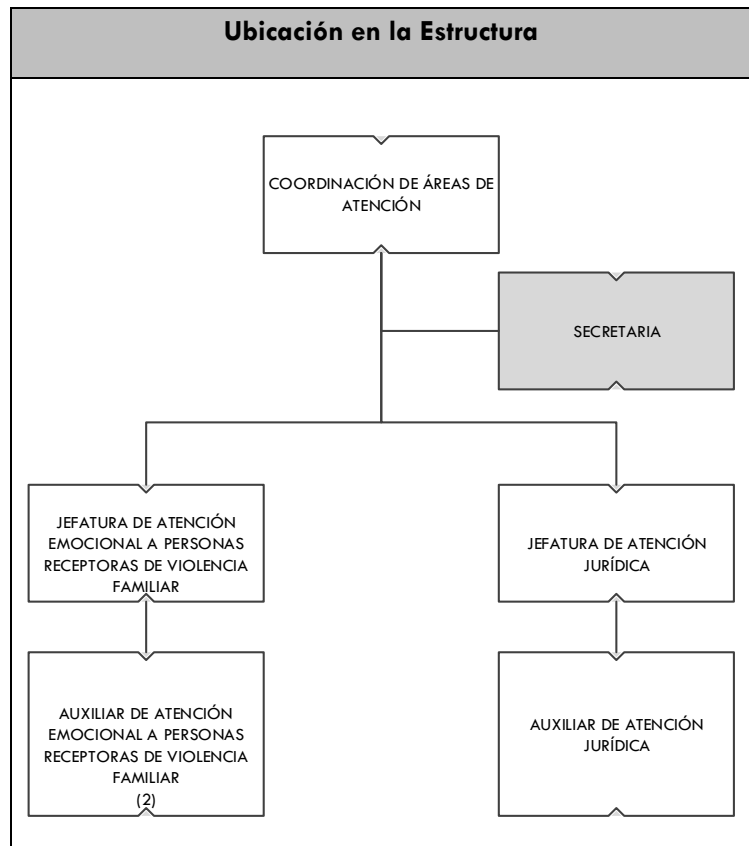 Ubicación en la Estructura
COORDINACIÓN DE ÁREAS DE
ATENCIÓN
SECRETARIA
JEFATURA DE ATENCIÓN
EMOCIONAL A PERSONAS
RECEPTORAS DE VIOLENCIA
FAMILIAR
JEFATURA DE ATENCIÓN
JURÍDICA
AUXILIAR DE ATENCIÓN
EMOCIONAL A PERSONAS
RECEPTORAS DE VIOLENCIA
FAMILIAR
(2)
AUXILIAR DE ATENCIÓN
JURÍDICA